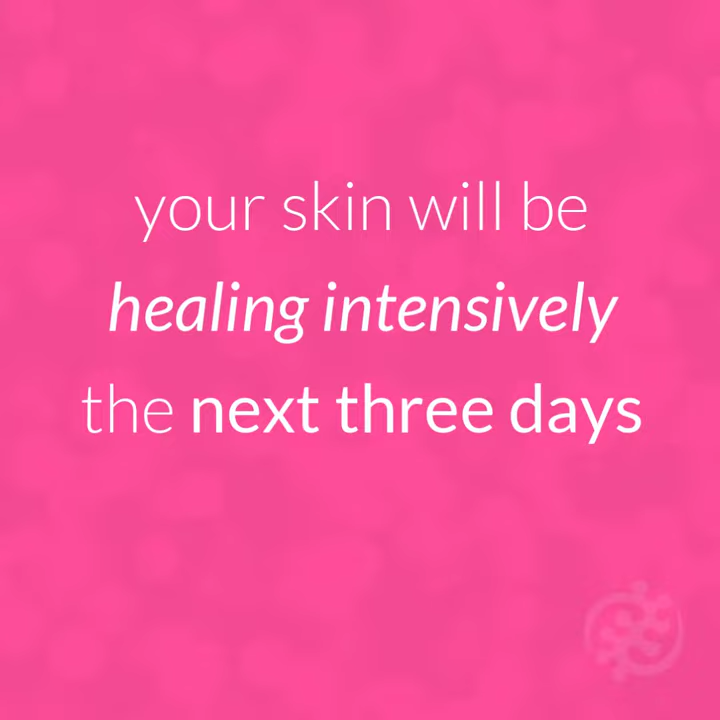 your skin will be
healing intensively
the next three days